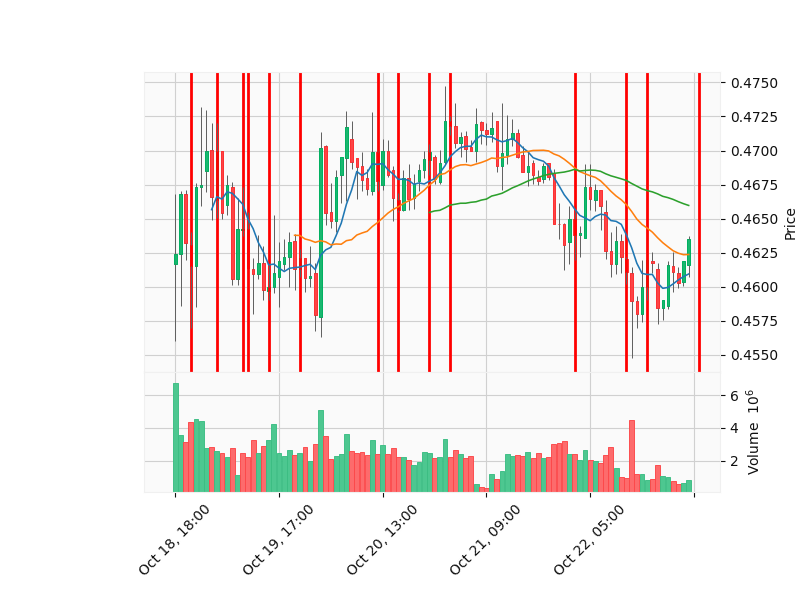 0.4750
0.4725
0.4700
0.4675
0.4650
0.4625
0.4600
0.4575
0.4550
Price
6
4
2
Volume 10^6
Oct 18, 18:00
Oct 19, 17:00
Oct 20, 13:00
Oct 21, 09:00
Oct 22, 05:00